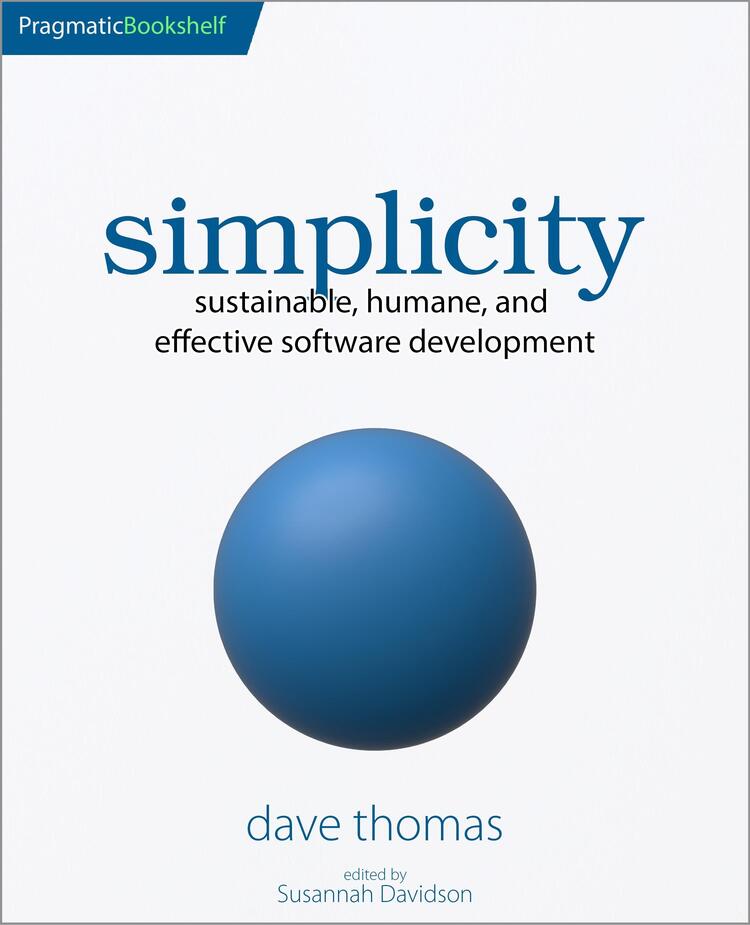 PragmaticBookshelf
simplicity
sustainable, humane, and
effective software development
dave thomas
edited by
Susannah Davidson